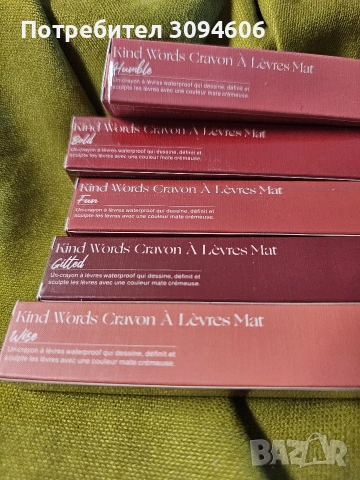 Потребител 3094606
Kind Words Crayon À Lèvres Mat
Humble
Un crayon à lèvres waterproof qui dessine, définit et
sculpte les lèvres avec une couleur mate crémeuse.
Kind Words Crayon À Lèvres Mat
Bold
Un crayon à lèvres waterproof qui dessine, définit et
sculpte les lèvres avec une couleur mate crémeuse.
Kind Words Crayon À Lèvres Mat
Fun
Un crayon à lèvres waterproof qui dessine, définit et
sculpte les lèvres avec une couleur mate crémeuse.
Kind Words Crayon À Lèvres Mat
Gifted
Un crayon à lèvres waterproof qui dessine, définit et
sculpte les lèvres avec une couleur mate crémeuse.
Kind Words Crayon À Lèvres Mat
Wise
Un crayon à lèvres waterproof qui dessine, définit et
sculpte les lèvres avec une couleur mate crémeuse.
BAZAR